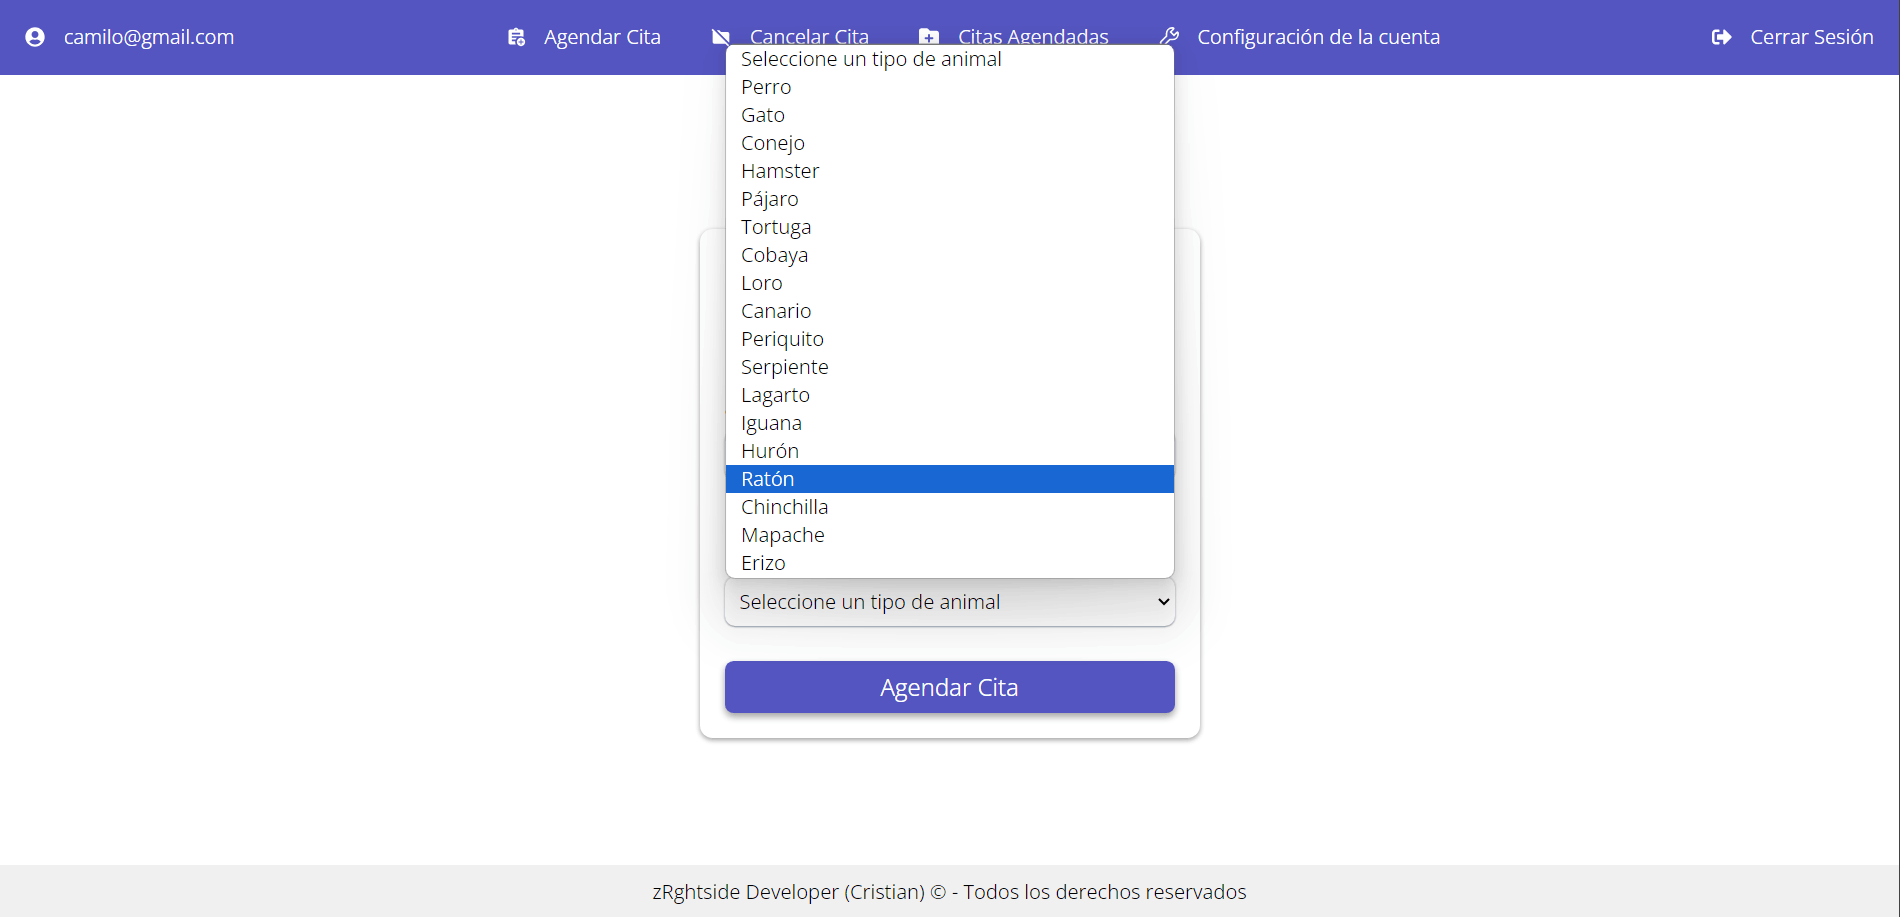 camilo@gmail.com
Agendar Cita
Cancelar Cita
Citas Agendadas
Configuración de la cuenta
Cerrar Sesión
Seleccione un tipo de animal
Perro
Gato
Conejo
Hamster
Pájaro
Tortuga
Cobaya
Loro
Canario
Periquito
Serpiente
Lagarto
Iguana
Hurón
Ratón
Chinchilla
Mapache
Erizo
Seleccione un tipo de animal
Agendar Cita
zRghtside Developer (Cristian) © - Todos los derechos reservados